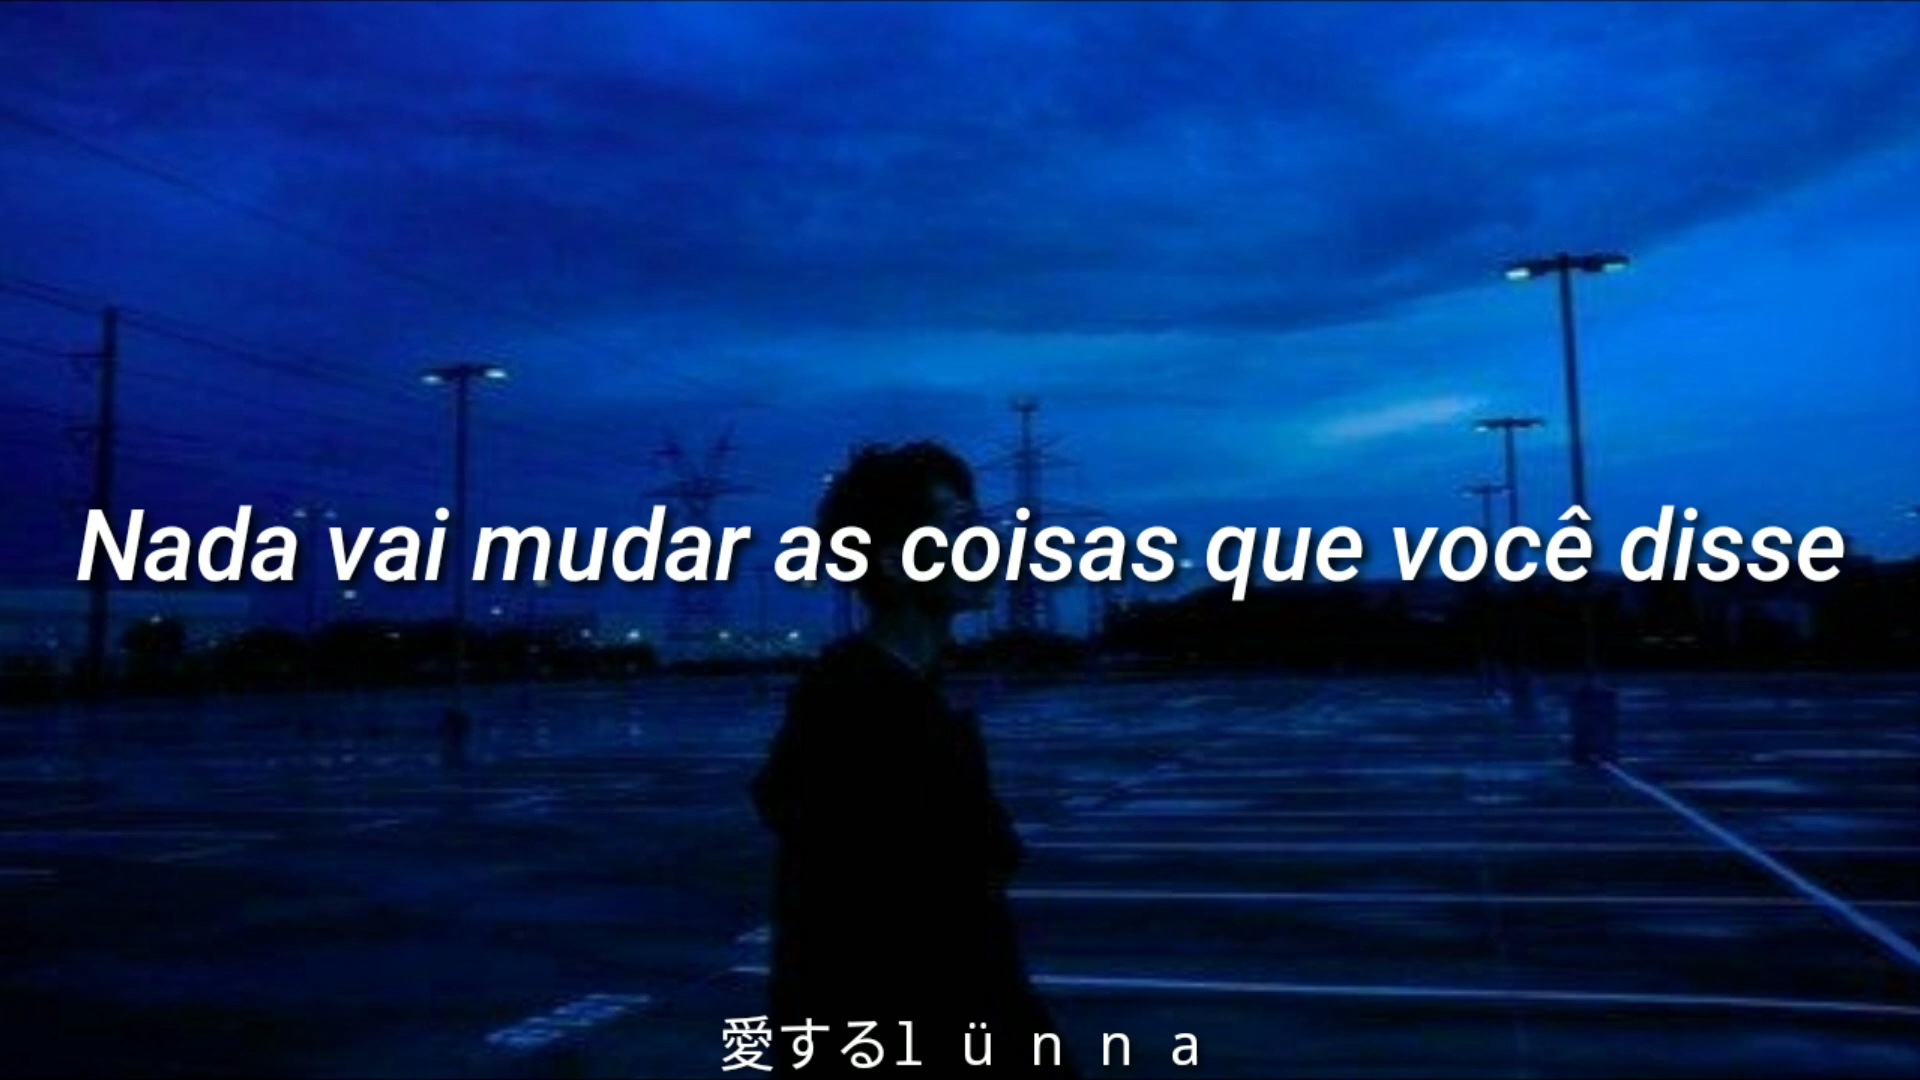 Nada vai mudar as coisas que você disse
愛するl ü n n a